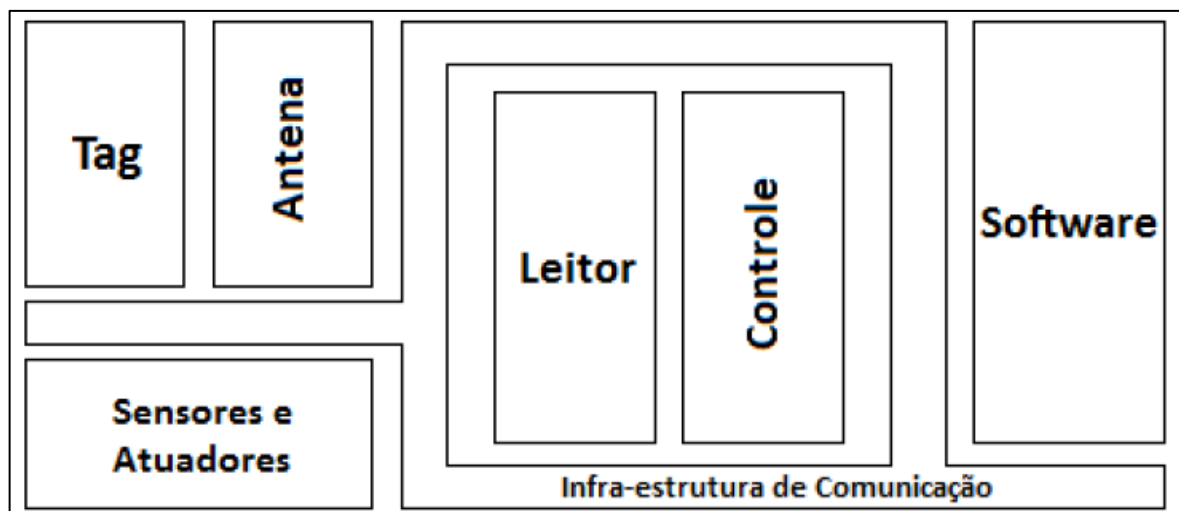 Tag
Antena
Leitor
Controle
Software
Sensores e
Atuadores
Infra-estrutura de Comunicação